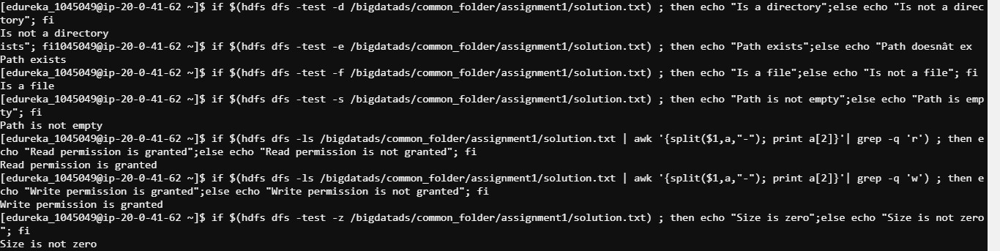 [edureka_1045049@ip-20-0-41-62 ~]$ if $(hdfs dfs -test -d /bigdatads/common_folder/assignment1/solution.txt) ; then echo "Is a directory";else echo "Is not a direc
tory"; fi
Is not a directory
ists"; fi1045049@ip-20-0-41-62 ~]$ if $(hdfs dfs -test -e /bigdatads/common_folder/assignment1/solution.txt) ; then echo "Path exists";else echo "Path doesnât ex
Path exists
[edureka_1045049@ip-20-0-41-62 ~]$ if $(hdfs dfs -test -f /bigdatads/common_folder/assignment1/solution.txt) ; then echo "Is a file";else echo "Is not a file"; fi
Is a file
[edureka_1045049@ip-20-0-41-62 ~]$ if $(hdfs dfs -test -s /bigdatads/common_folder/assignment1/solution.txt) ; then echo "Path is not empty";else echo "Path is emp
ty"; fi
Path is not empty
[edureka_1045049@ip-20-0-41-62 ~]$ if $(hdfs dfs -ls /bigdatads/common_folder/assignment1/solution.txt | awk '{split($1,a,"-"); print a[2]}'| grep -q 'r') ; then e
cho "Read permission is granted";else echo "Read permission is not granted"; fi
Read permission is granted
[edureka_1045049@ip-20-0-41-62 ~]$ if $(hdfs dfs -ls /bigdatads/common_folder/assignment1/solution.txt | awk '{split($1,a,"-"); print a[2]}'| grep -q 'w') ; then e
cho "Write permission is granted";else echo "Write permission is not granted"; fi
Write permission is granted
[edureka_1045049@ip-20-0-41-62 ~]$ if $(hdfs dfs -test -z /bigdatads/common_folder/assignment1/solution.txt) ; then echo "Size is zero";else echo "Size is not zero
"; fi
Size is not zero